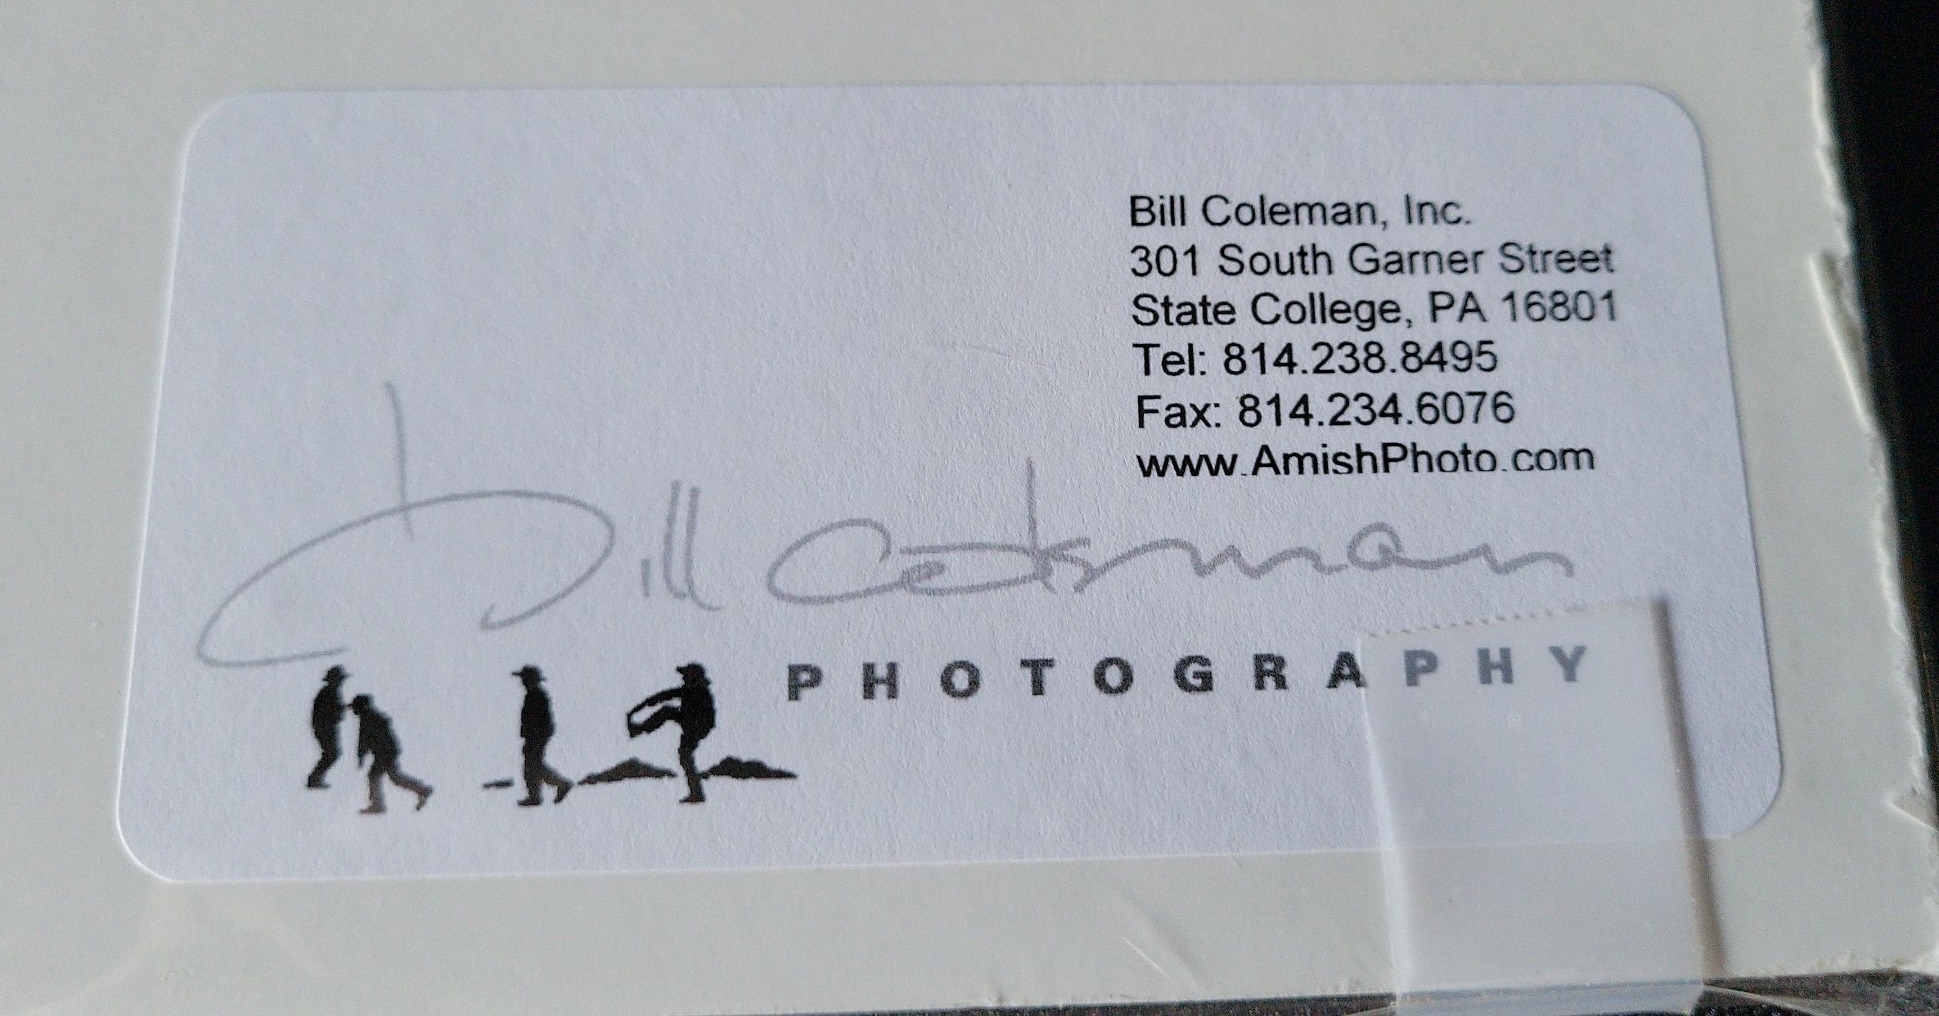 Bill Coleman, Inc.
301 South Garner Street
State College, PA 16801
Tel: 814.238.8495
Fax: 814.234.6076
www.AmishPhoto.com
Bill Coleman
PHOTOGRAPHY